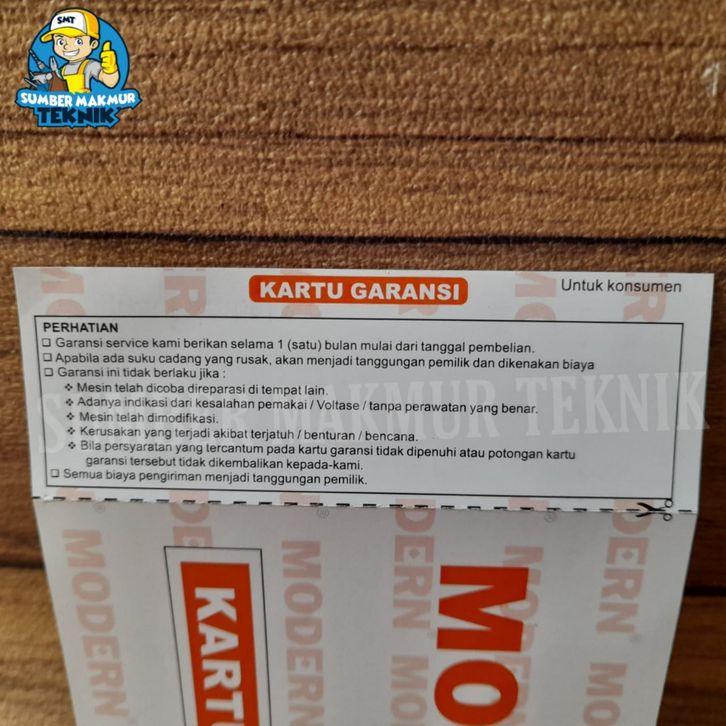 SMT
SUMBER MAKMUR
TEKNIK
KARTU GARANSI
Untuk konsumen
PERHATIAN
❑ Garansi service kami berikan selama 1 (satu) bulan mulai dari tanggal pembelian.
❑ Apabila ada suku cadang yang rusak, akan menjadi tanggungan pemilik dan dikenakan biaya
❑ Garansi ini tidak berlaku jika :
❖ Mesin telah dicoba direparasi di tempat lain.
❖ Adanya indikasi dari kesalahan pemakai / Voltase / tanpa perawatan yang benar.
❖ Mesin telah dimodifikasi.
❖ Kerusakan yang terjadi akibat terjatuh / benturan / bencana.
❖ Bila persyaratan yang tercantum pada kartu garansi tidak dipenuhi atau potongan kartu
garansi tersebut tidak dikembalikan kepada-kami.
❑ Semua biaya pengiriman menjadi tanggungan pemilik.
SUMBER MAKMUR TEKNIK
MODERN
MODERN
MODERN
MODERN
KARTU
MO